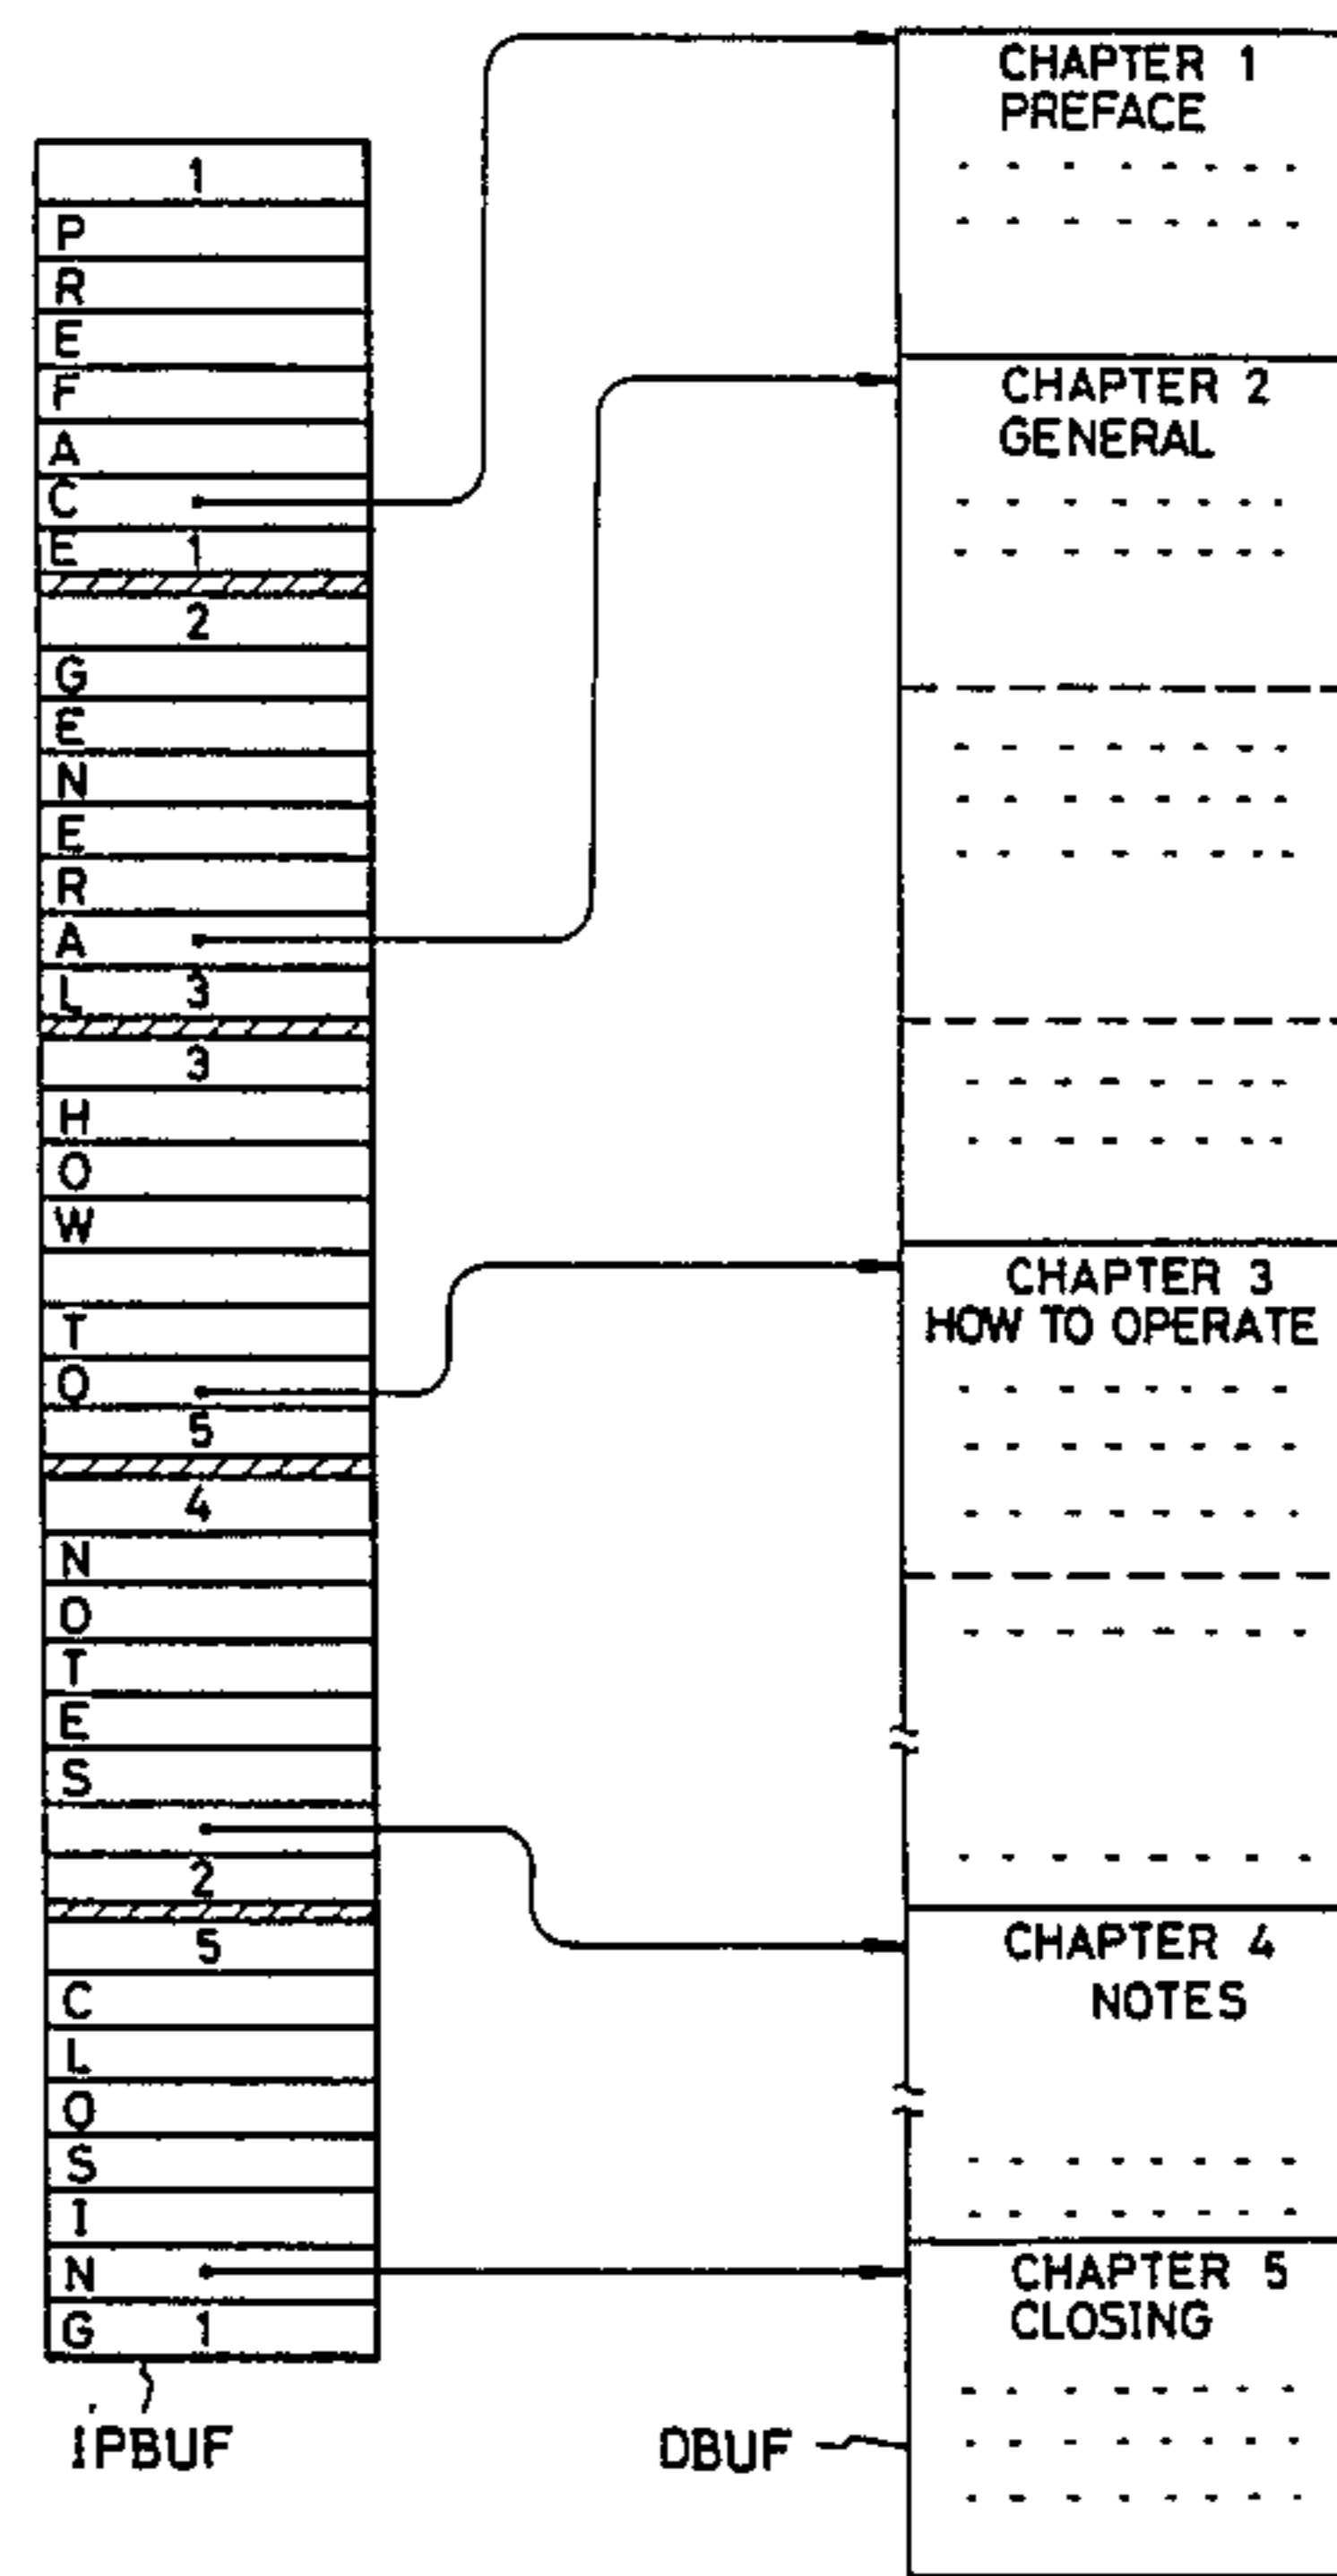 1
P
R
E
F
A
C
E 1
2
G
E
N
E
R
A
L 3
3
H
O
W
T
O
5
4
N
O
T
E
S
2
5
C
L
O
S
I
N
G 1
IPBUF
CHAPTER 1
PREFACE
CHAPTER 2
GENERAL
CHAPTER 3
HOW TO OPERATE
CHAPTER 4
NOTES
CHAPTER 5
CLOSING
DBUF